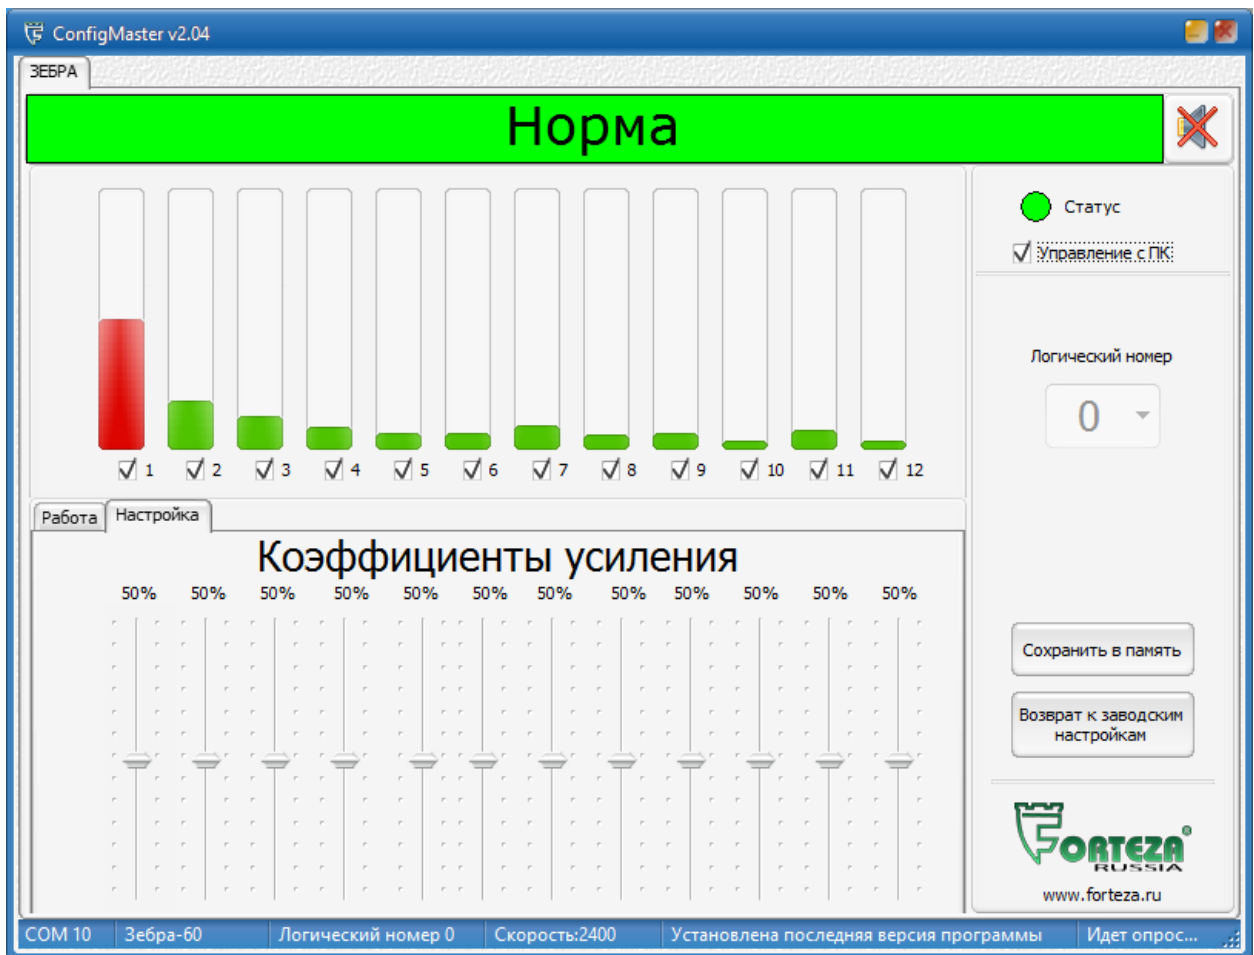 ConfigMaster v2.04
ЗЕБРА
Норма
Статус
Управление с ПК
Логический номер
0
1 2 3 4 5 6 7 8 9 10 11 12
Работа Настройка
Коэффициенты усиления
50% 50% 50% 50% 50% 50% 50% 50% 50% 50% 50% 50%
Сохранить в память
Возврат к заводским
настройкам
FORTEZA®
RUSSIA
www.forteza.ru
COM 10 Зебра-60 Логический номер 0 Скорость:2400 Установлена последняя версия программы Идет опрос...